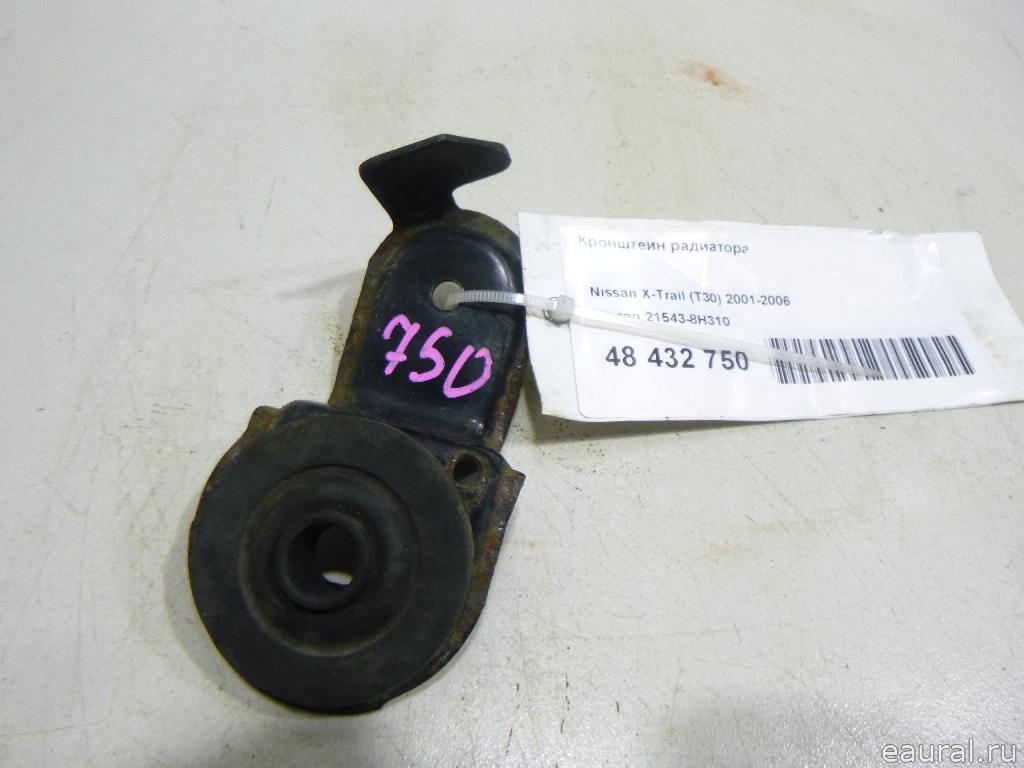 Кронштейн радиатора
Nissan X-Trail (T30) 2001-2006
21543-8H310
48 432 750
750
eaural.ru